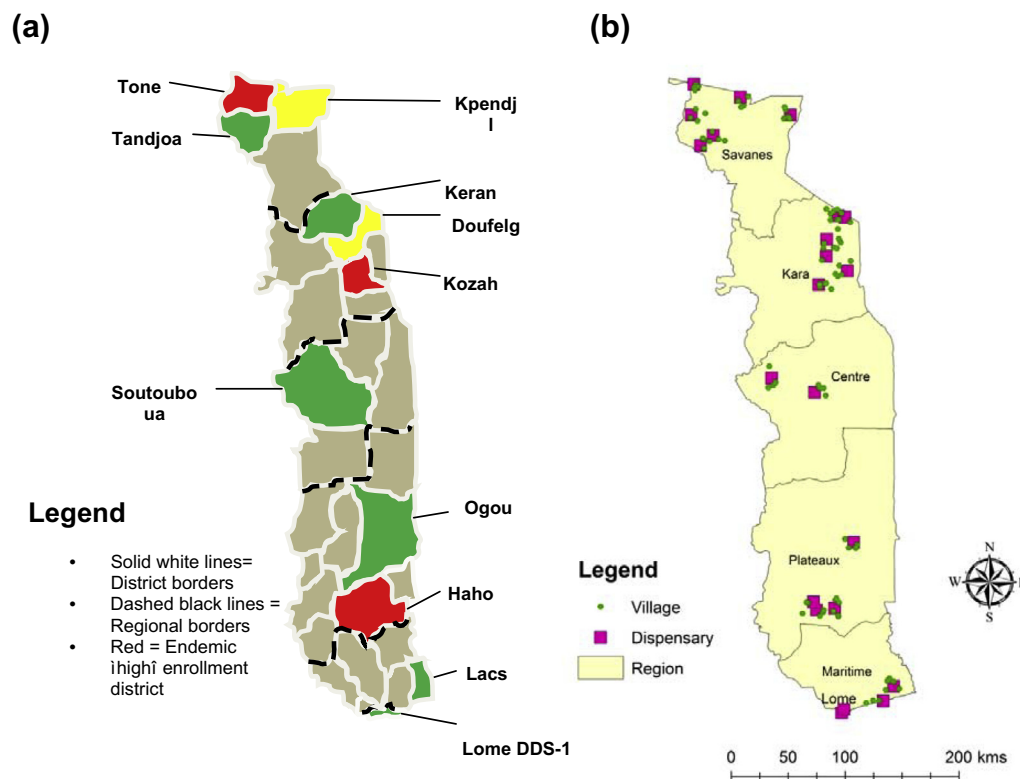 (a)
Tone
Tandjoa
Kpendj
I
Keran
Doufelg
Kozah
Soutoubo
ua
Ogou
Haho
Lacs
Lome DDS-1
Legend
• Solid white lines=
District borders
• Dashed black lines =
Regional borders
• Red = Endemic
ìhighî enrollment
district
(b)
Savanes
Kara
Centre
Plateaux
Maritime
Lome
Legend
Village
Dispensary
Region
N
W
S
0 50 100 200 kms